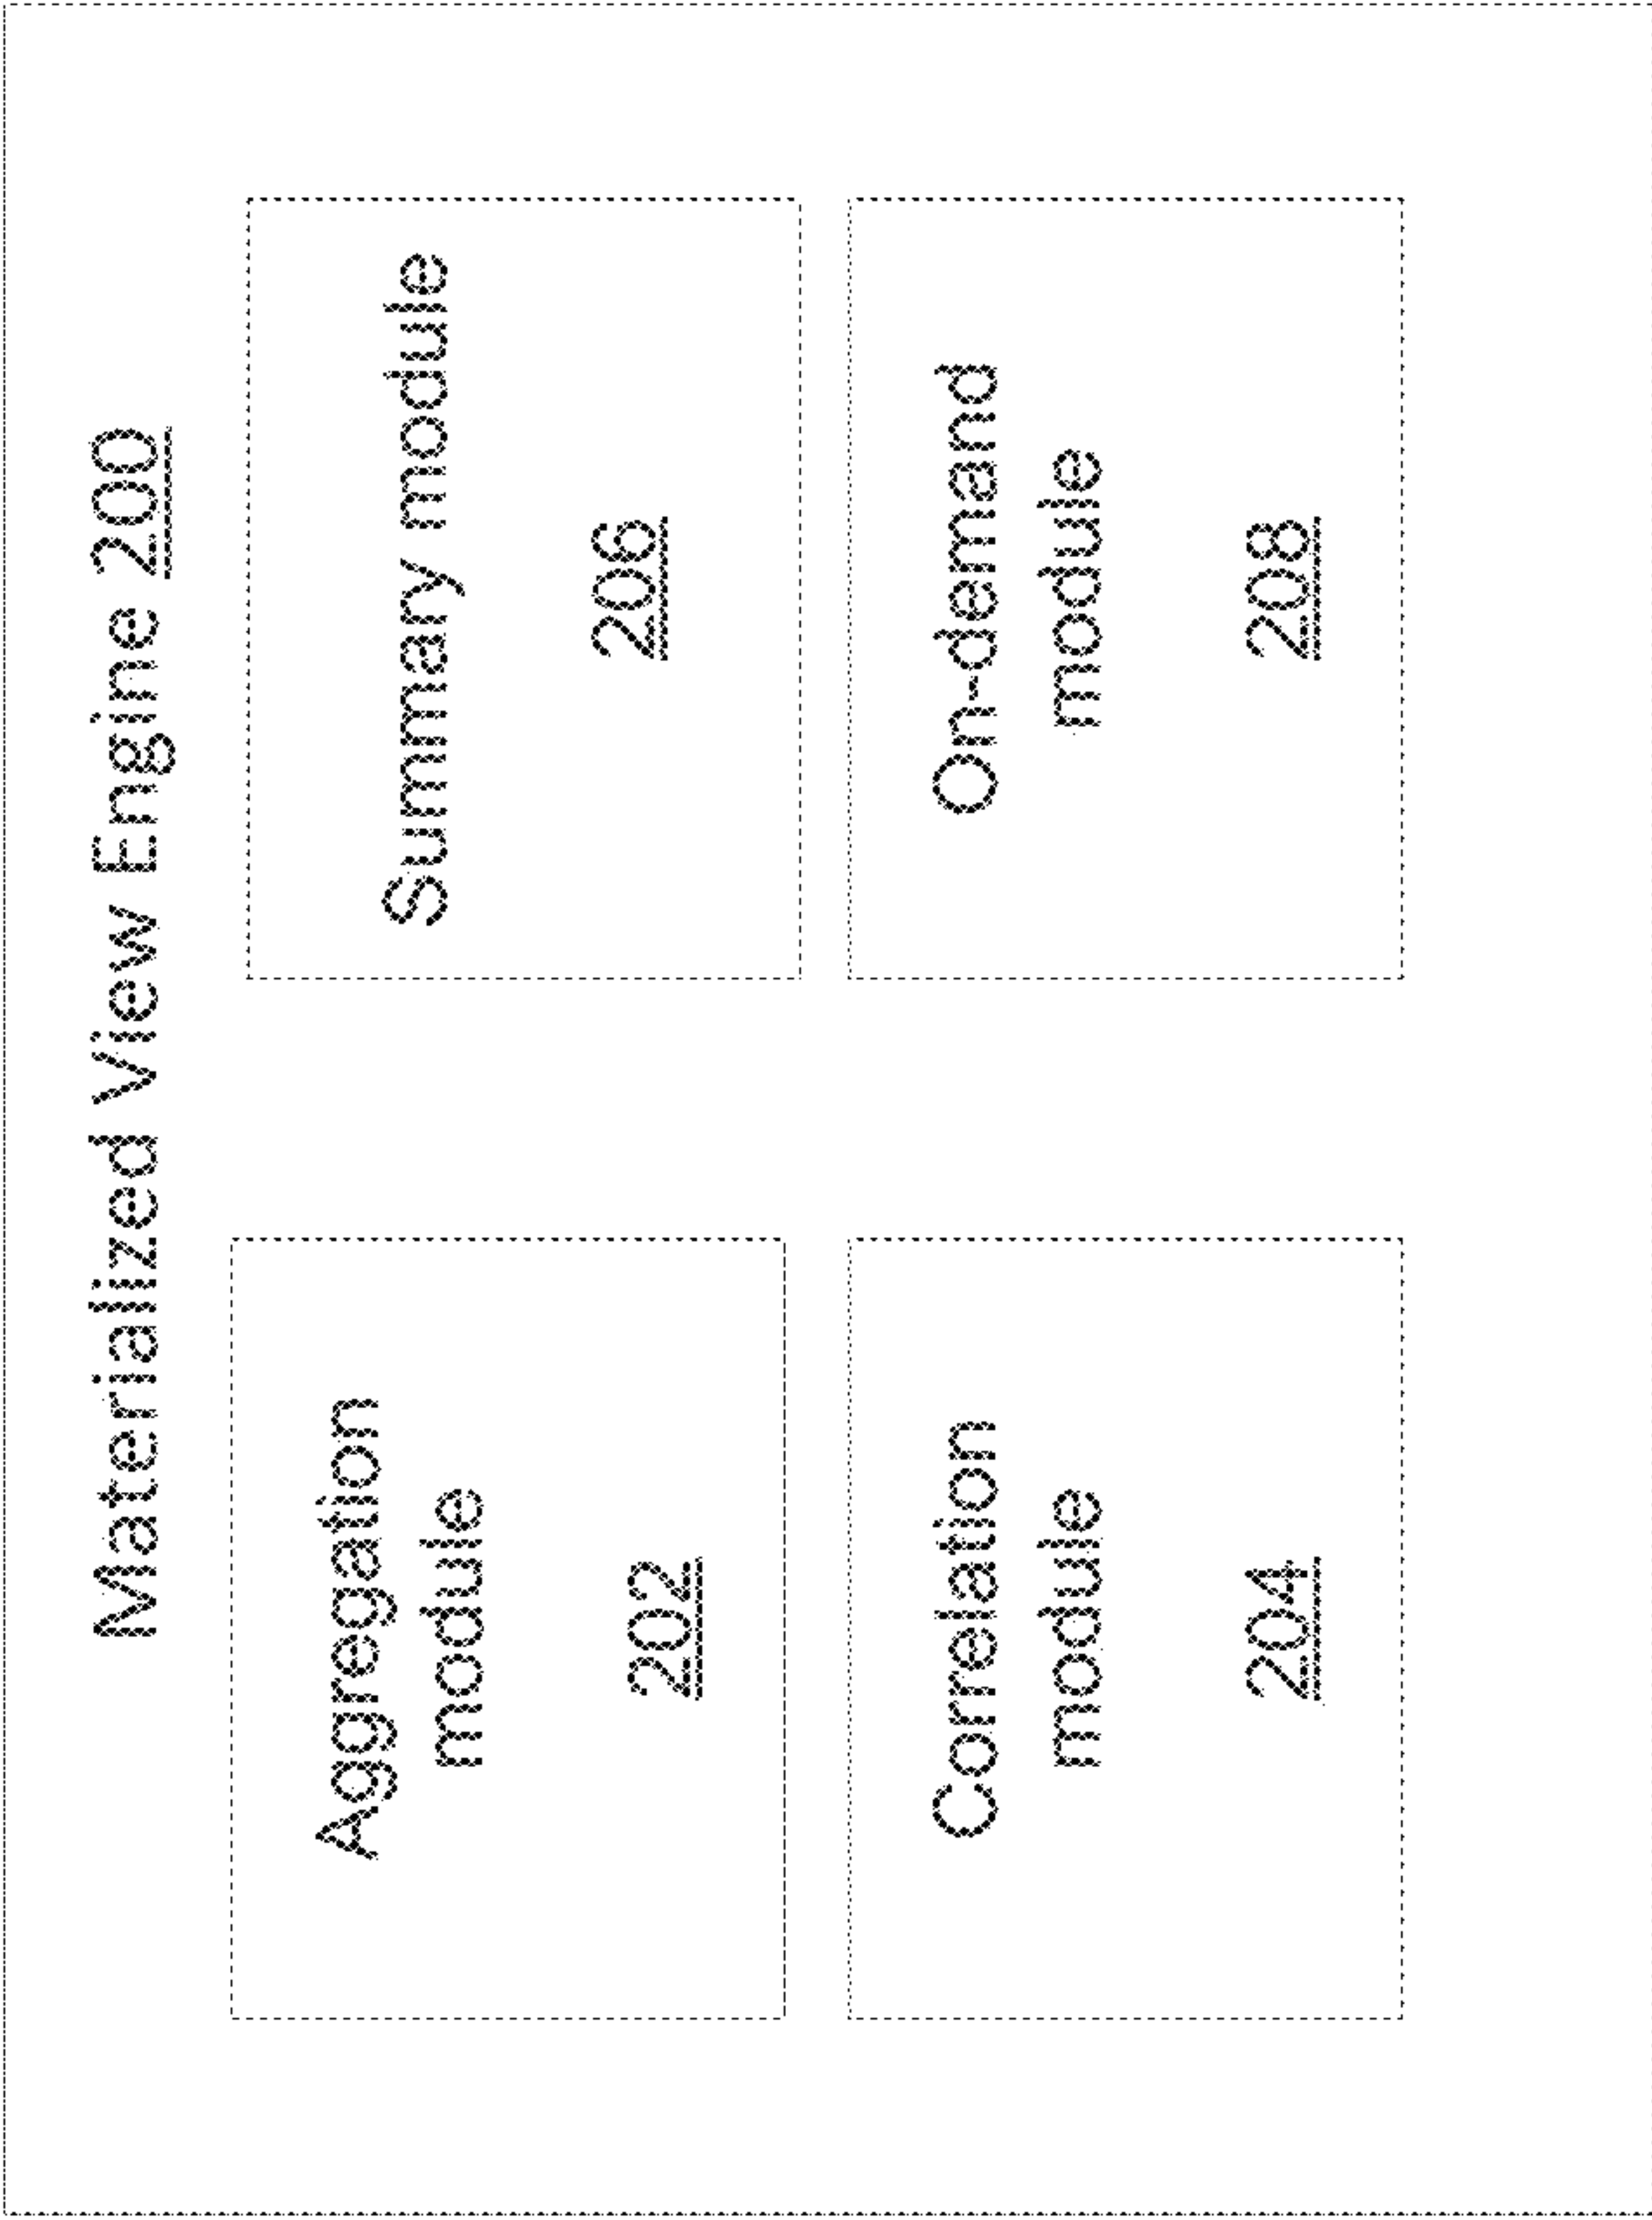 Materialized View Engine 200
Aggregation
module
202
Summary module
206
Correlation
module
204
On-demand
module
208